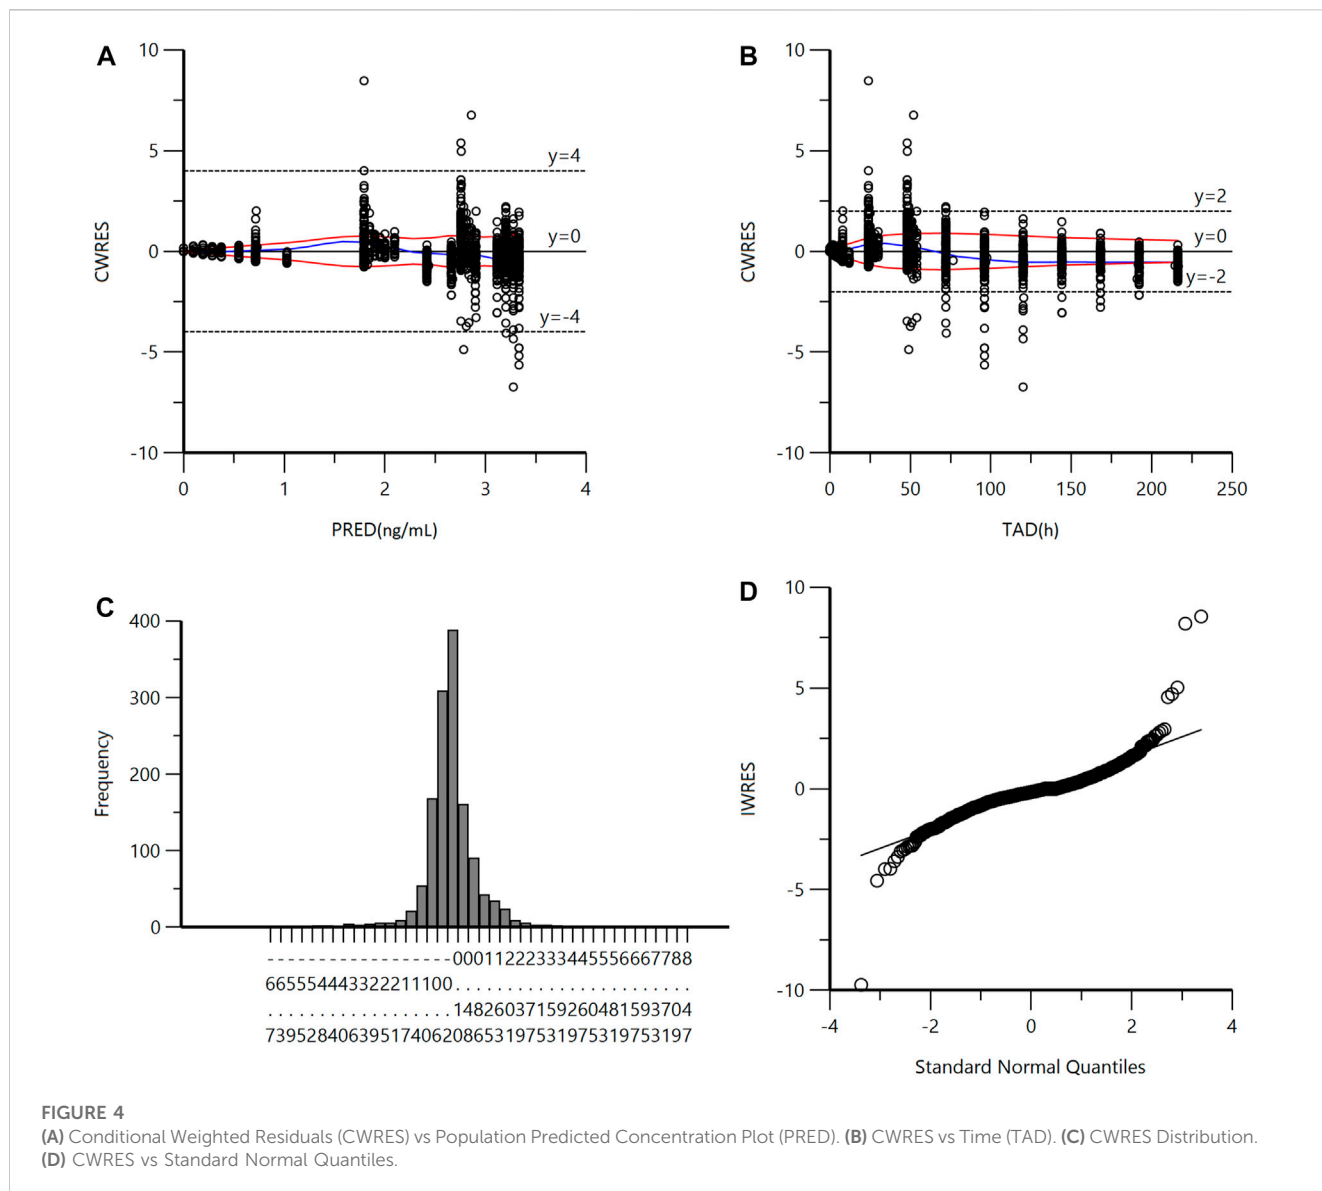 A
10
5
0
-5
-10
CWRES
y=4
y=0
y=-4
0 1 2 3 4
PRED(ng/mL)
B
10
5
0
-5
-10
CWRES
y=2
y=0
y=-2
0 50 100 150 200 250
TAD(h)
C
400
300
200
100
0
Frequency
------------------00011222333445556667788
665554443322211100.......................
..................14826037159260481593704
73952840639517406208653197531975319753197
D
10
5
0
-5
-10
IWRES
-4 -2 0 2 4
Standard Normal Quantiles
FIGURE 4
(A) Conditional Weighted Residuals (CWRES) vs Population Predicted Concentration Plot (PRED). (B) CWRES vs Time (TAD). (C) CWRES Distribution.
(D) CWRES vs Standard Normal Quantiles.